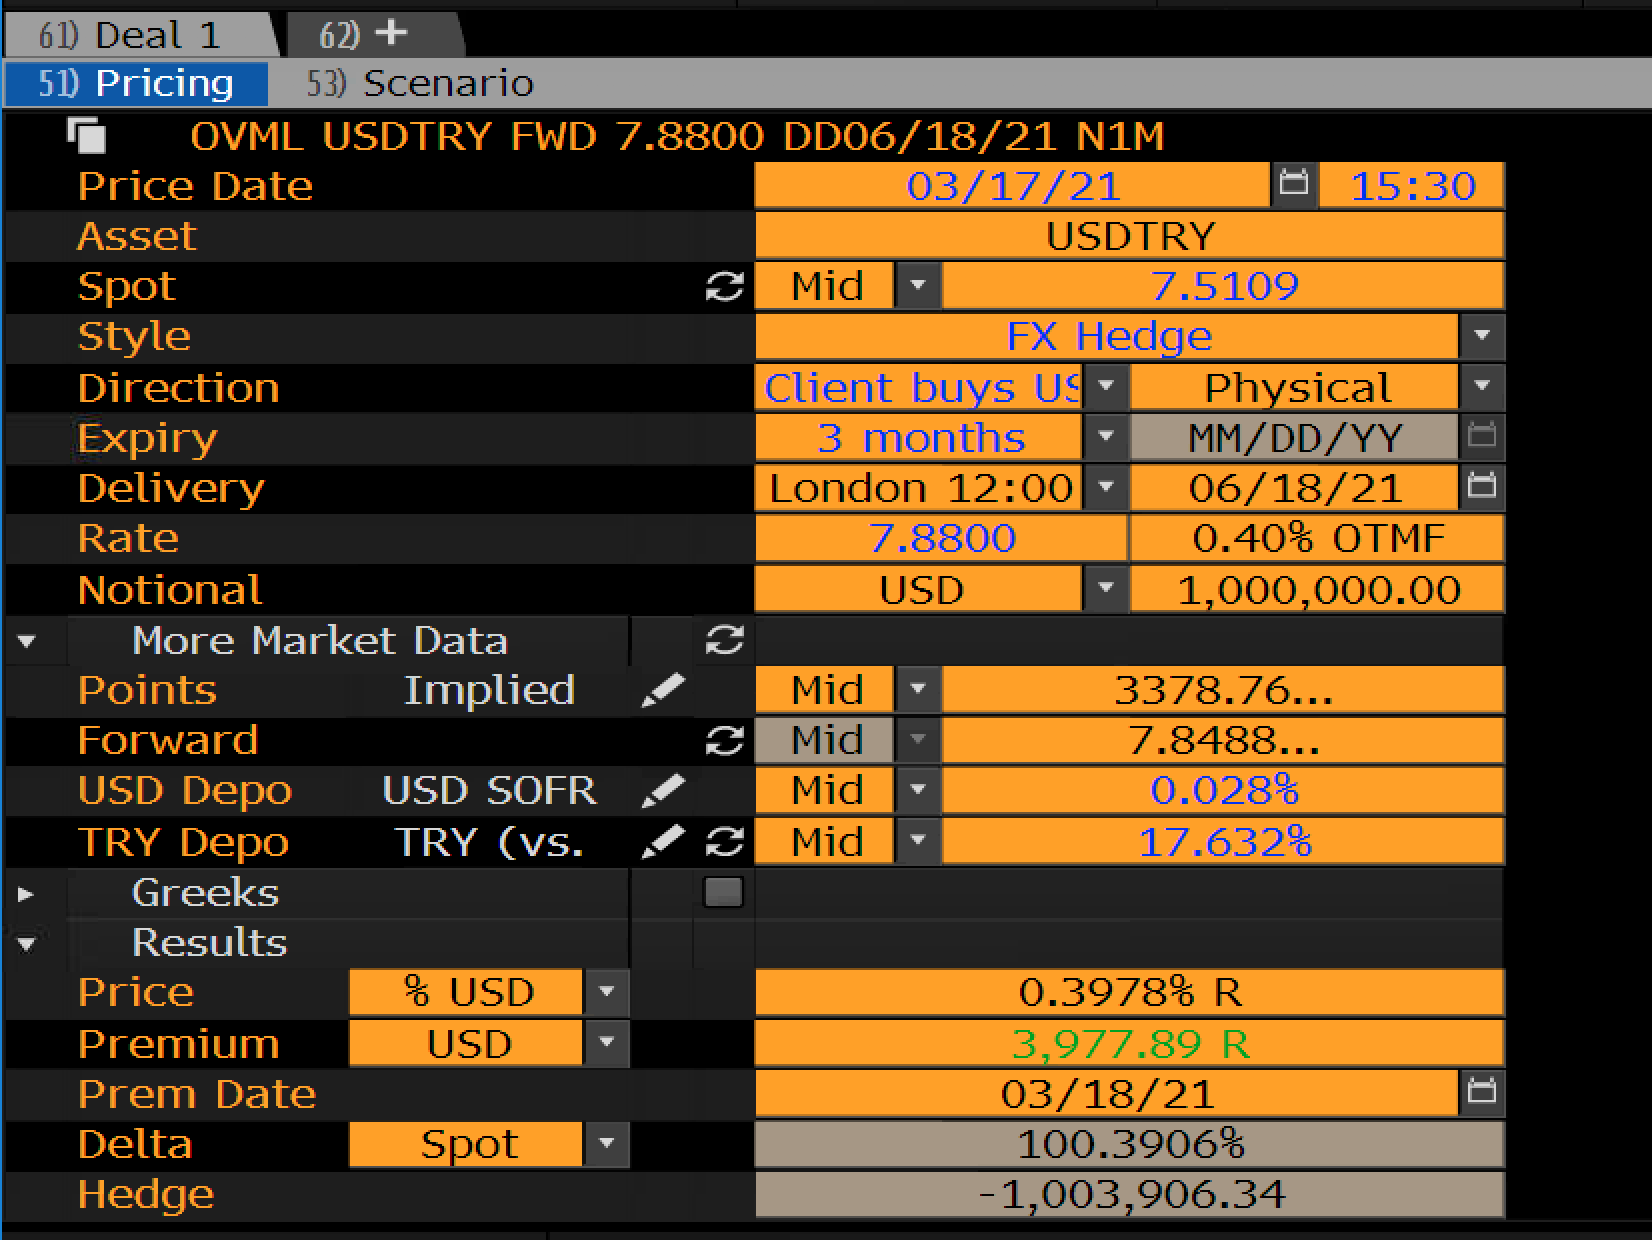 61) Deal 1 62) +
51) Pricing 53) Scenario
OVML USDTRY FWD 7.8800 DD06/18/21 N1M
Price Date 03/17/21 15:30
Asset USDTRY
Spot Mid 7.5109
Style FX Hedge
Direction Client buys US Physical
Expiry 3 months MM/DD/YY
Delivery London 12:00 06/18/21
Rate 7.8800 0.40% OTMF
Notional USD 1,000,000.00
More Market Data
Points Implied Mid 3378.76...
Forward Mid 7.8488...
USD Depo USD SOFR Mid 0.028%
TRY Depo TRY (vs. Mid 17.632%
Greeks
Results
Price % USD 0.3978% R
Premium USD 3,977.89 R
Prem Date 03/18/21
Delta Spot 100.3906%
Hedge -1,003,906.34